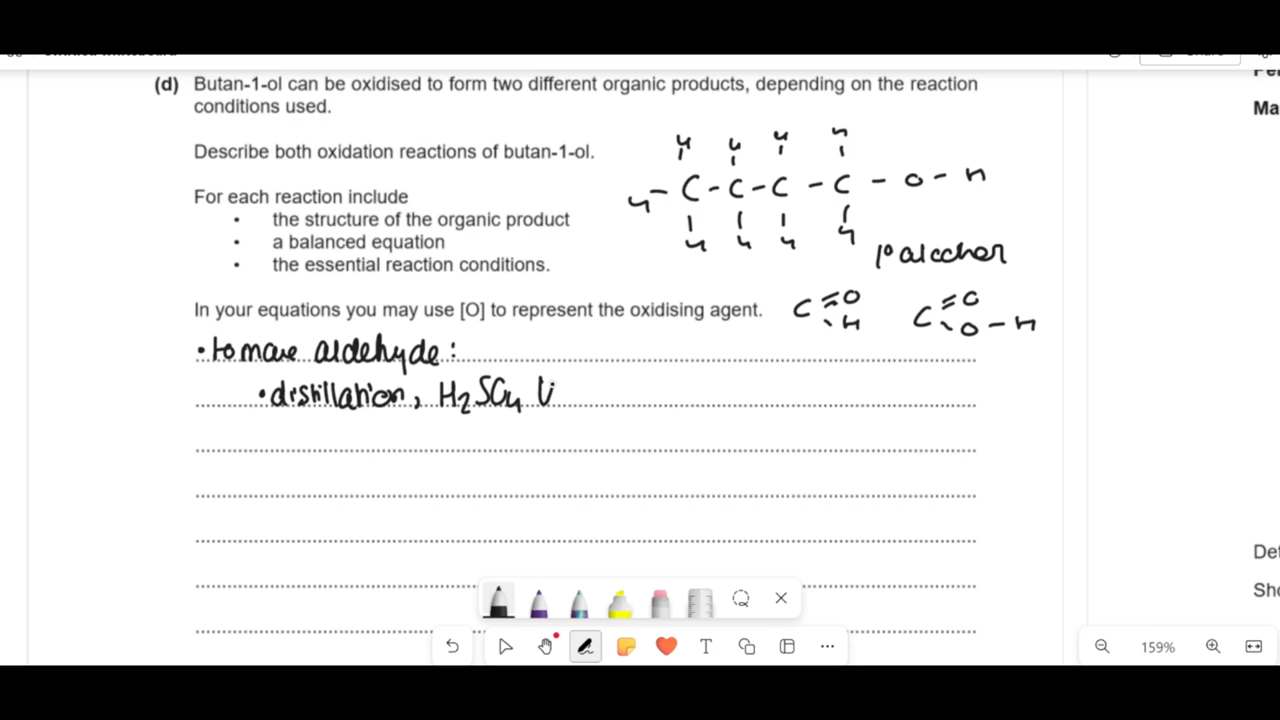 (d) Butan-1-ol can be oxidised to form two different organic products, depending on the reaction
conditions used.
Describe both oxidation reactions of butan-1-ol.
For each reaction include
• the structure of the organic product
• a balanced equation
• the essential reaction conditions.
In your equations you may use [O] to represent the oxidising agent.
H H H H
H - C - C - C - C - O - H
H H H H
1°
C = O H
C = O O - H
• to make aldehyde :
• distillation, H2SO4
159%
Ma
Def
Sho